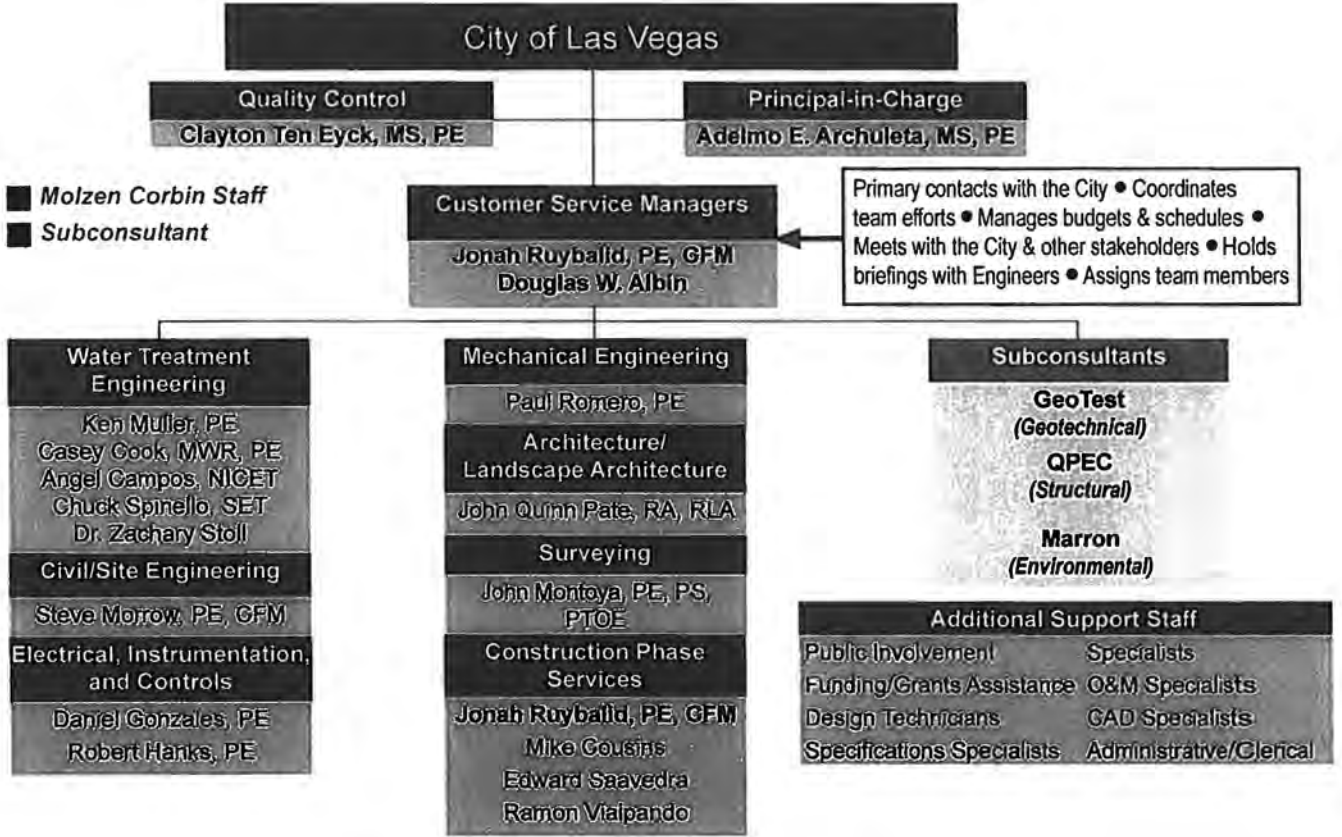 City of Las Vegas
Quality Control
Clayton Ten Eyck, MS, PE
Principal-in-Charge
Adelmo E. Archuleta, MS, PE
Molzen Corbin Staff
Subconsultant
Customer Service Managers
Jonah Ruybalid, PE, CFM
Douglas W. Albin
Primary contacts with the City ● Coordinates
team efforts ● Manages budgets & schedules ●
Meets with the City & other stakeholders ● Holds
briefings with Engineers ● Assigns team members
Water Treatment
Engineering
Ken Muller, PE
Casey Cook, MWR, PE
Angel Campos, NICET
Chuck Spinello, SET
Dr. Zachary Stoll
Civil/Site Engineering
Steve Morrow, PE, CFM
Electrical, Instrumentation,
and Controls
Daniel Gonzales, PE
Robert Hanks, PE
Mechanical Engineering
Paul Romero, PE
Architecture/
Landscape Architecture
John Quinn Pate, RA, RLA
Surveying
John Montoya, PE, PS,
PTOE
Construction Phase
Services
Jonah Ruybalid, PE, CFM
Mike Cousins
Edward Saavedra
Ramon Vialpando
Subconsultants
GeoTest
(Geotechnical)
QPEC
(Structural)
Marron
(Environmental)
Additional Support Staff
Public Involvement Specialists
Funding/Grants Assistance O&M Specialists
Design Technicians CAD Specialists
Specifications Specialists Administrative/Clerical